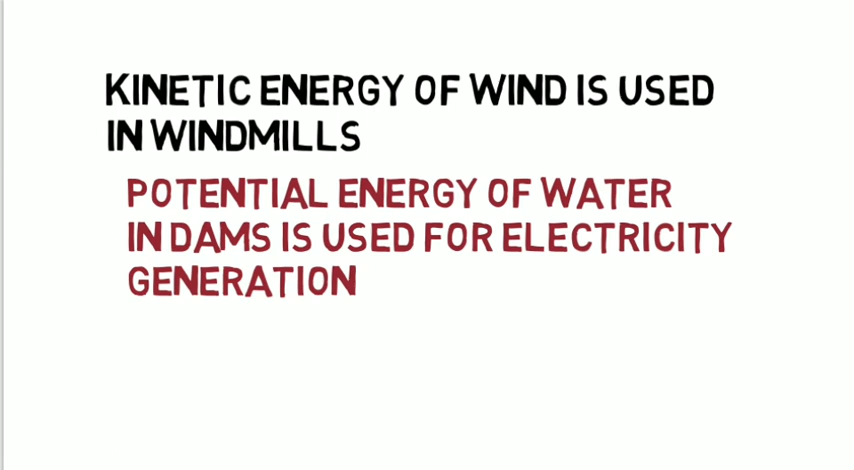 KINETIC ENERGY OF WIND IS USED
IN WINDMILLS
POTENTIAL ENERGY OF WATER
IN DAMS IS USED FOR ELECTRICITY
GENERATION